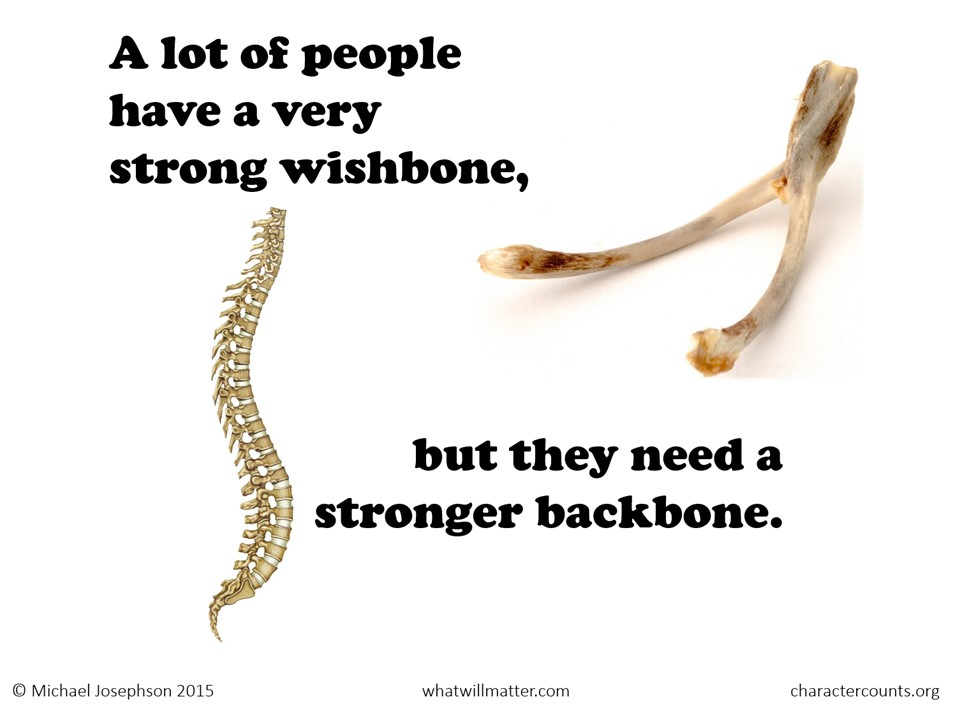 A lot of people
have a very
strong wishbone,
but they need a
stronger backbone.
© Michael Josephson 2015 whatwillmatter.com charactercounts.org